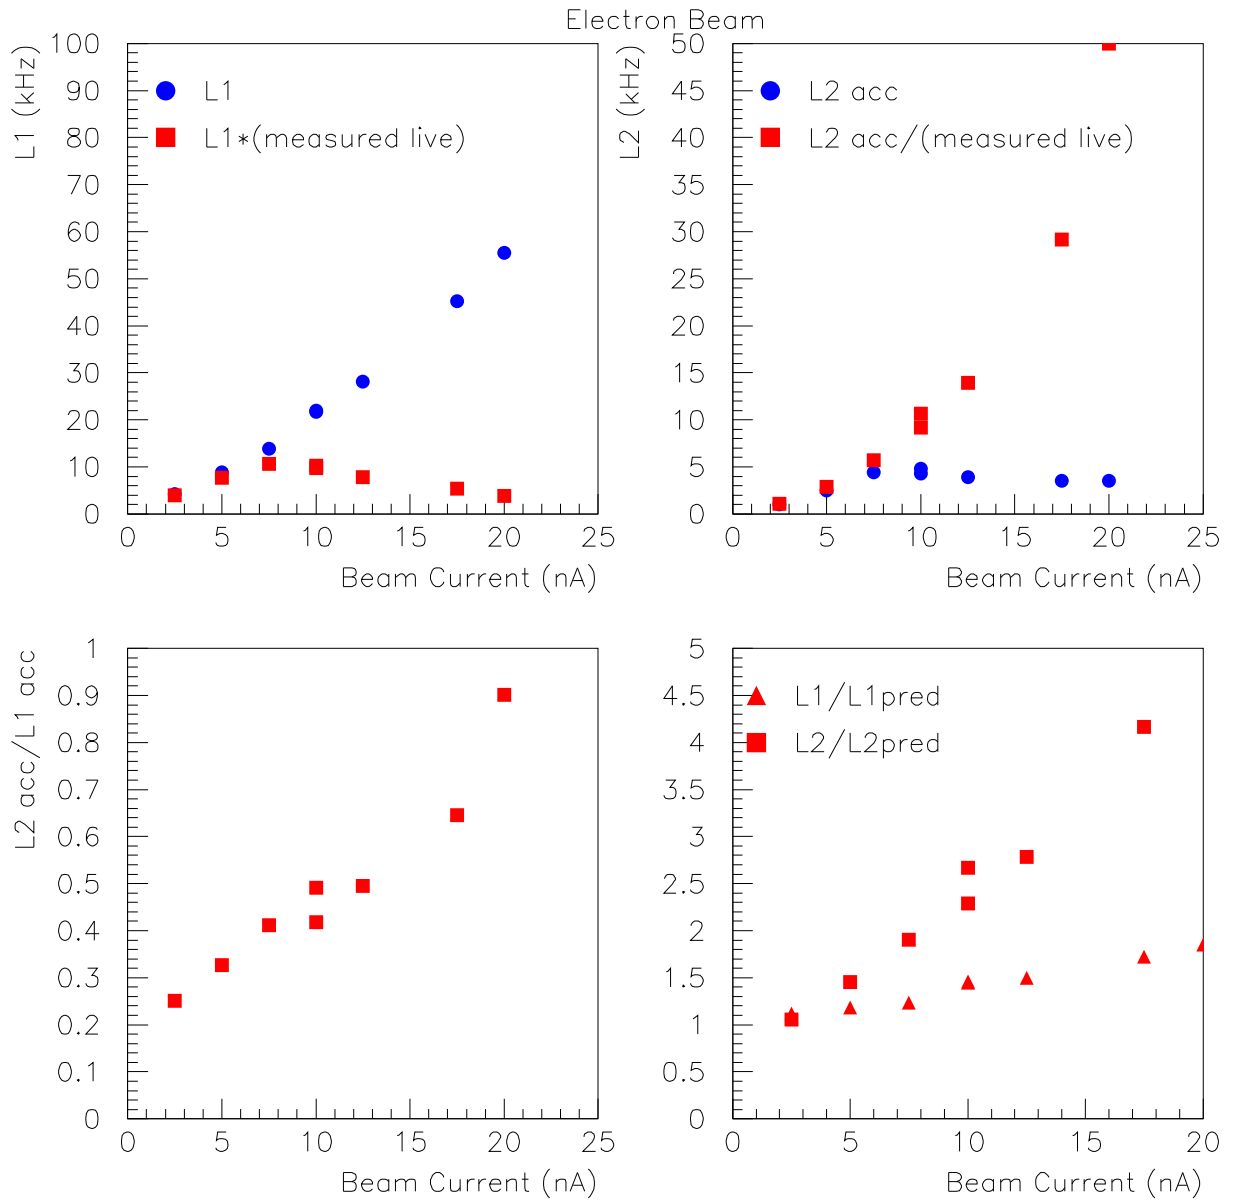 Electron Beam
L1 (kHz)
100
90
80
70
60
50
40
30
20
10
0
L1
L1*(measured live)
0 5 10 15 20 25
Beam Current (nA)
L2 (kHz)
50
45
40
35
30
25
20
15
10
5
0
L2 acc
L2 acc/(measured live)
0 5 10 15 20 25
Beam Current (nA)
L2 acc/L1 acc
1
0.9
0.8
0.7
0.6
0.5
0.4
0.3
0.2
0.1
0
0 5 10 15 20 25
Beam Current (nA)
5
4.5
4
3.5
3
2.5
2
1.5
1
0.5
0
L1/L1pred
L2/L2pred
0 5 10 15 20
Beam Current (nA)